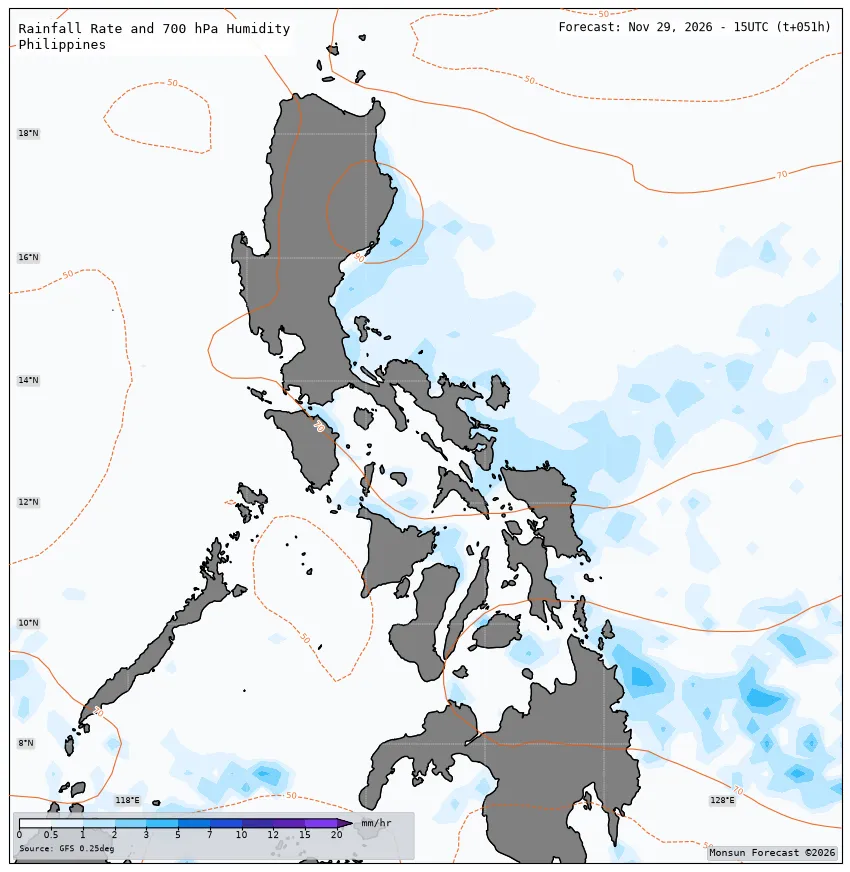 Rainfall Rate and 700 hPa Humidity
Philippines
Forecast: Nov 29, 2026 - 15UTC (t+051h)
50
50
50
70
18°N
90
16°N
50
14°N
70
12°N
10°N
50
70
8°N
70
118°E
50
128°E
50
0 0.5 1 2 3 5 7 10 12 15 20 mm/hr
Source: GFS 0.25deg
Monsun Forecast ©2026